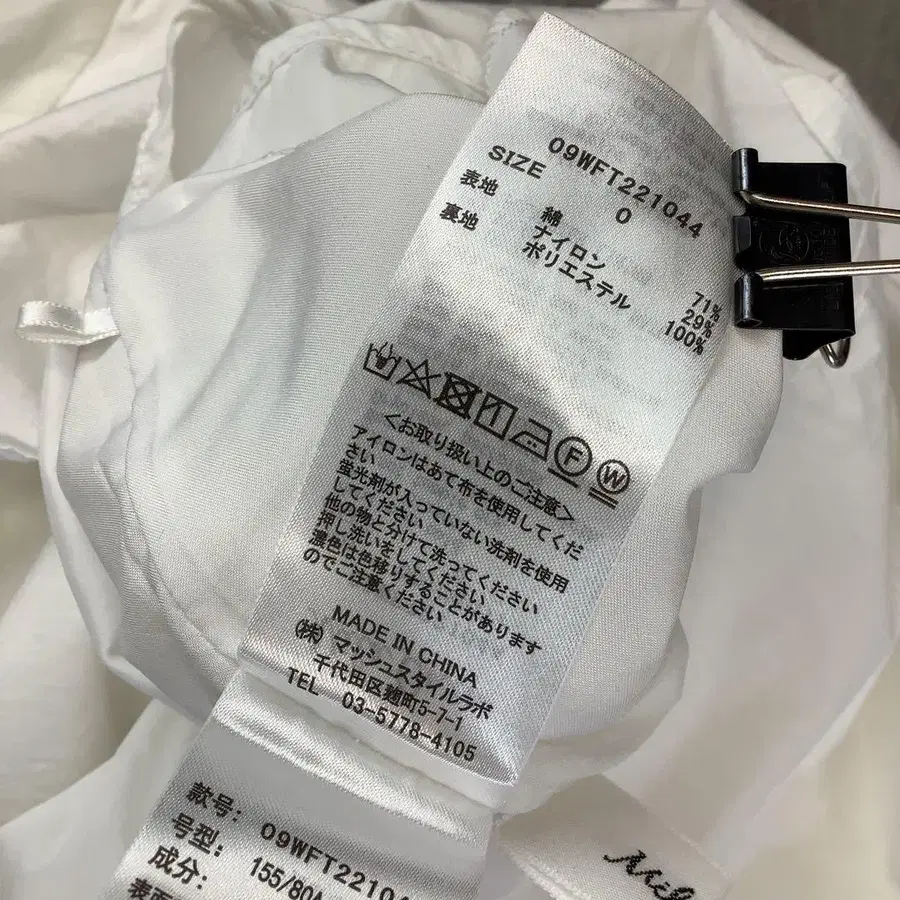 09WFT221044
SIZE 0
表地 綿 71%
ナイロン 29%
裏地 ポリエステル 100%
F W
<お取り扱い上のご注意>
アイロンはあて布を使用してくだ
さい
蛍光剤が入っていない洗剤を使用
してください
他の物と分けて洗ってください
押し洗いをしてください
濃色は色移りすることがあります
のでご注意ください
MADE IN CHINA
(株) マッシュスタイルラボ
千代田区麹町5-7-1
TEL 03-5778-4105
款号: 09WFT221044
号型: 155/80A
成分: